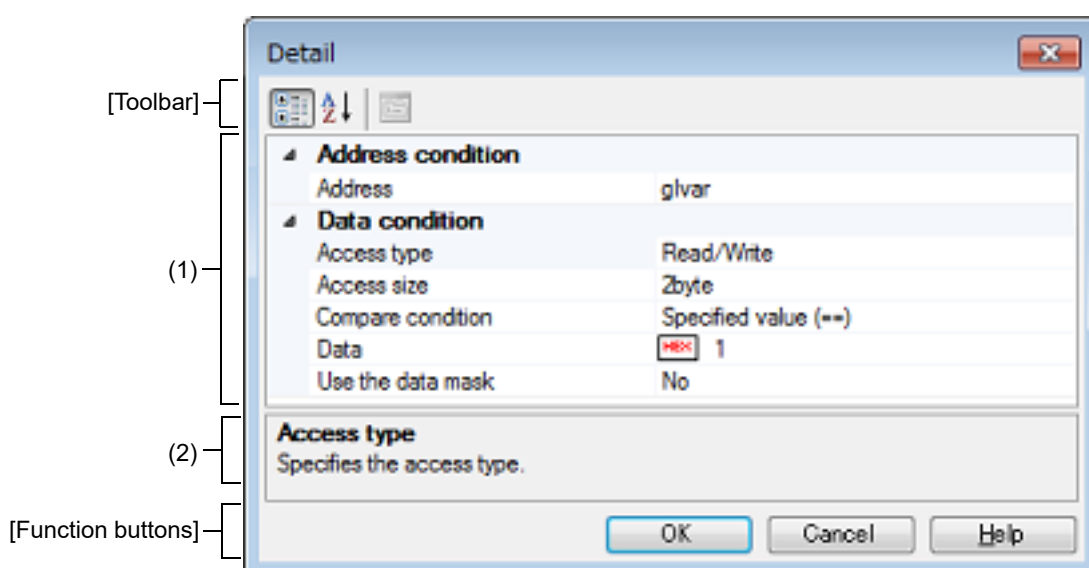 Detail
[Toolbar]
Address condition
Address glvar
Data condition
Access type Read/Write
(1)
Access size 2byte
Compare condition Specified value (==)
Data HEX 1
Use the data mask No
Access type
(2)
Specifies the access type.
[Function buttons]
OK Cancel Help